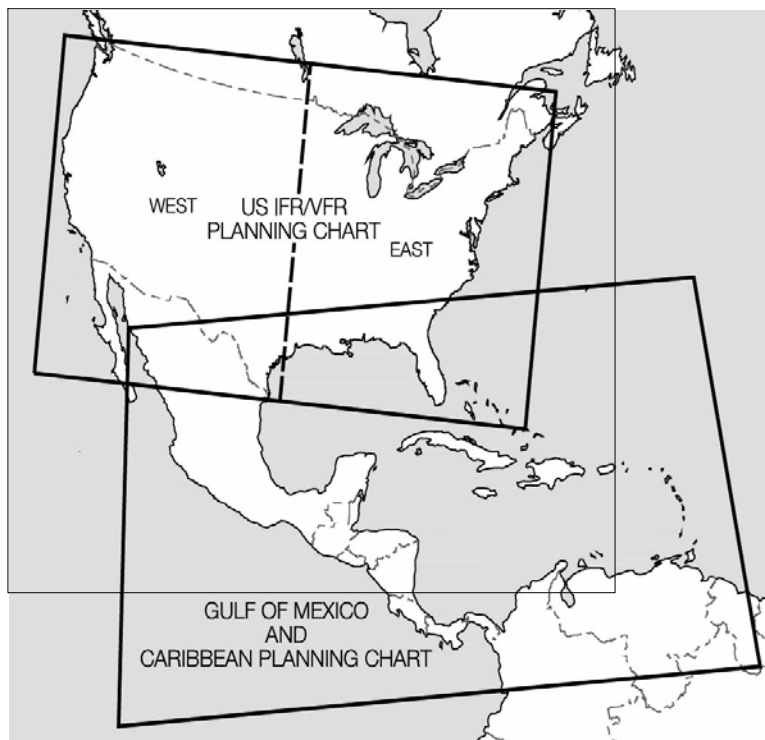 WEST
US IFR/VFR
PLANNING CHART
EAST
GULF OF MEXICO
AND
CARIBBEAN PLANNING CHART